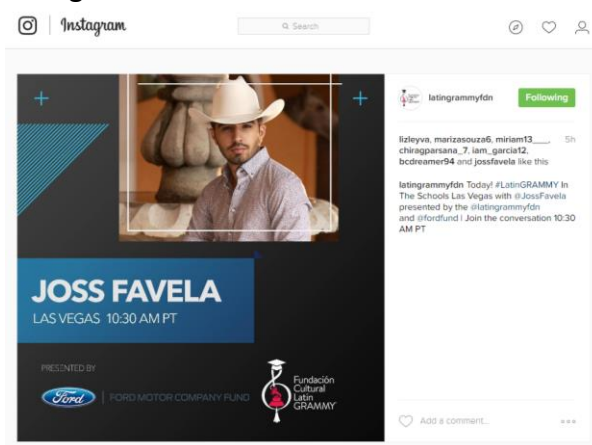 Instagram
Search
JOSS FAVELA
LAS VEGAS 10:30 AM PT
PRESENTED BY
Ford
FORD MOTOR COMPANY FUND
Fundación
Cultural
Latin
GRAMMY
latingrammyfdn
Following
lizleyva, marizasouza6, miriam13___, 5h
chiragparsana_7, iam_garcia12,
bcdreamer94 and jossfavela like this
latingrammyfdn Today! #LatinGRAMMY In
The Schools Las Vegas with @JossFavela
presented by the @latingrammyfdn
and @fordfund | Join the conversation 10:30
AM PT
Add a comment...